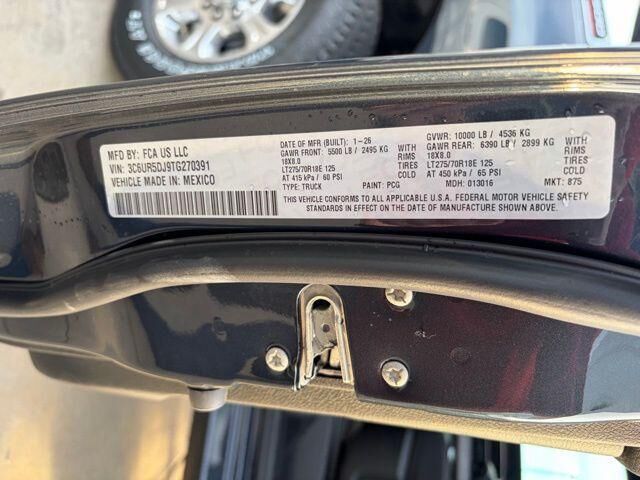 MFD BY: FCA US LLC
VIN: 3C6UR5DJ9TG270391
MADE IN: MEXICO
DATE OF MFR (BUILT): 1-26
GAWR FRONT: 5500 LB / 2495 KG WITH
18X8.0 RIMS
LT275/70R18E 125 TIRES
AT 415 kPa / 60 PSI COLD
TYPE: TRUCK PAINT: PCG
GVWR: 10000 LB / 4536 KG
GAWR REAR: 6390 LB / 2899 KG WITH
18X8.0 RIMS
LT275/70R18E 125 TIRES
AT 450 kPa / 65 PSI COLD
MDH: 013016 MKT: 875
THIS VEHICLE CONFORMS TO ALL APPLICABLE U.S.A. FEDERAL MOTOR VEHICLE SAFETY
STANDARDS IN EFFECT ON THE DATE OF MANUFACTURE SHOWN ABOVE.